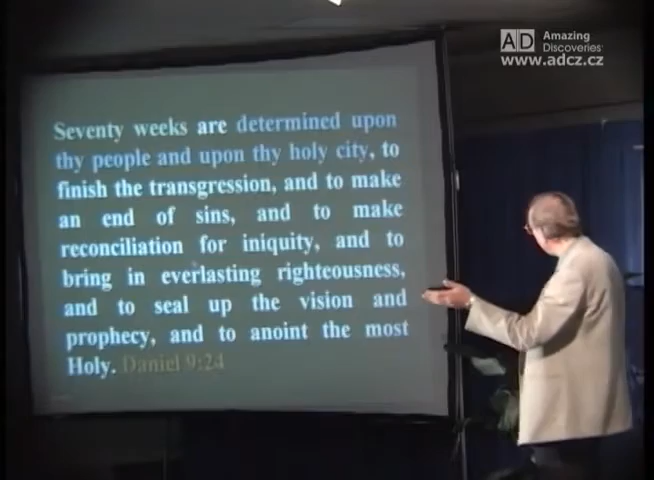 AD Amazing
Discoveries
www.adcz.cz
Seventy weeks are determined upon
thy people and upon thy holy city, to
finish the transgression, and to make
an end of sins, and to make
reconciliation for iniquity, and to
bring in everlasting righteousness,
and to seal up the vision and
prophecy, and to anoint the most
Holy. Daniel 9:24